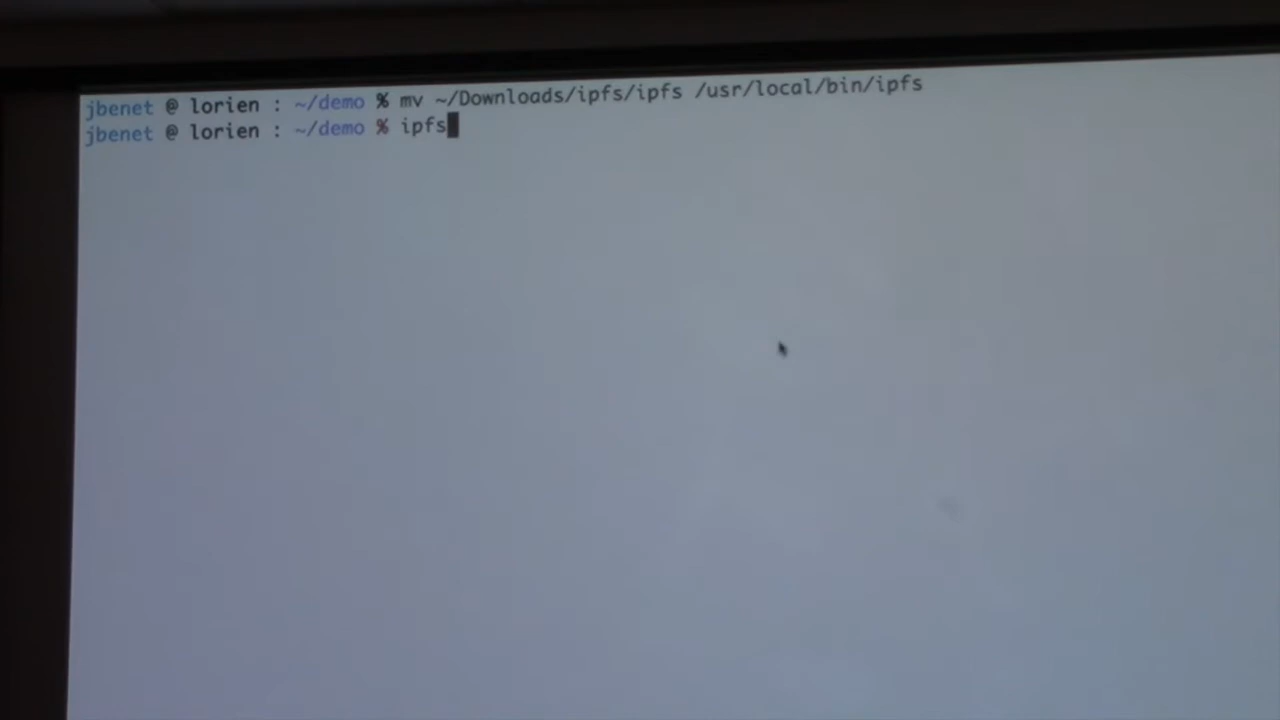 jbenet @ lorien : ~/demo % mv ~/Downloads/ipfs/ipfs /usr/local/bin/ipfs
jbenet @ lorien : ~/demo % ipfs